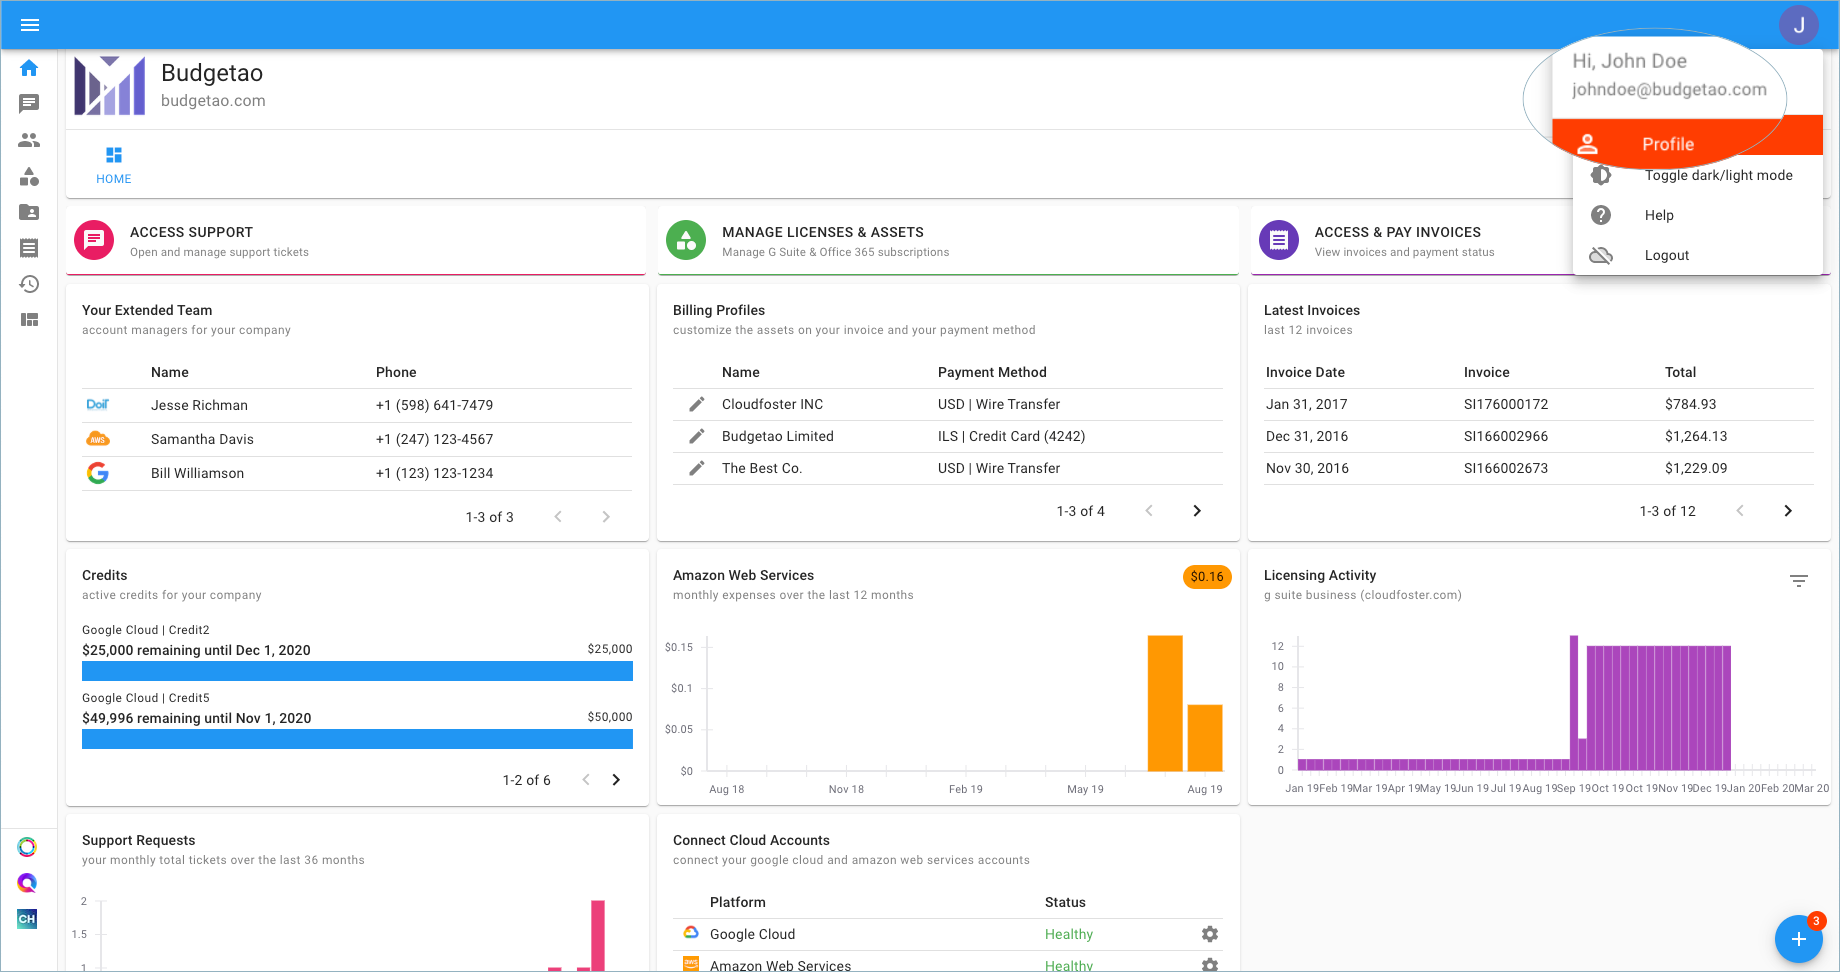 J
Budgetao
budgetao.com
HOME
Hi, John Doe
johndoe@budgetao.com
Profile
Toggle dark/light mode
Help
Logout
ACCESS SUPPORT
Open and manage support tickets
MANAGE LICENSES & ASSETS
Manage G Suite & Office 365 subscriptions
ACCESS & PAY INVOICES
View invoices and payment status
Your Extended Team
account managers for your company
Name Phone
DoiT Jesse Richman +1 (598) 641-7479
AWS Samantha Davis +1 (247) 123-4567
Bill Williamson +1 (123) 123-1234
1-3 of 3
Billing Profiles
customize the assets on your invoice and your payment method
Name Payment Method
Cloudfoster INC USD | Wire Transfer
Budgetao Limited ILS | Credit Card (4242)
The Best Co. USD | Wire Transfer
1-3 of 4
Latest Invoices
last 12 invoices
Invoice Date Invoice Total
Jan 31, 2017 SI176000172 $784.93
Dec 31, 2016 SI166002966 $1,264.13
Nov 30, 2016 SI166002673 $1,229.09
1-3 of 12
Credits
active credits for your company
Google Cloud | Credit2
$25,000 remaining until Dec 1, 2020 $25,000
Google Cloud | Credit5
$49,996 remaining until Nov 1, 2020 $50,000
1-2 of 6
Amazon Web Services $0.16
monthly expenses over the last 12 months
$0.15
$0.1
$0.05
$0
Aug 18 Nov 18 Feb 19 May 19 Aug 19
Licensing Activity
g suite business (cloudfoster.com)
12
10
8
6
4
2
0
Jan 19 Feb 19 Mar 19 Apr 19 May 19 Jun 19 Jul 19 Aug 19 Sep 19 Oct 19 Oct 19 Nov 19 Dec 19 Jan 20 Feb 20 Mar 20
Support Requests
your monthly total tickets over the last 36 months
2
1.5
1
Connect Cloud Accounts
connect your google cloud and amazon web services accounts
Platform Status
Google Cloud Healthy
aws Amazon Web Services Healthy
CH
3